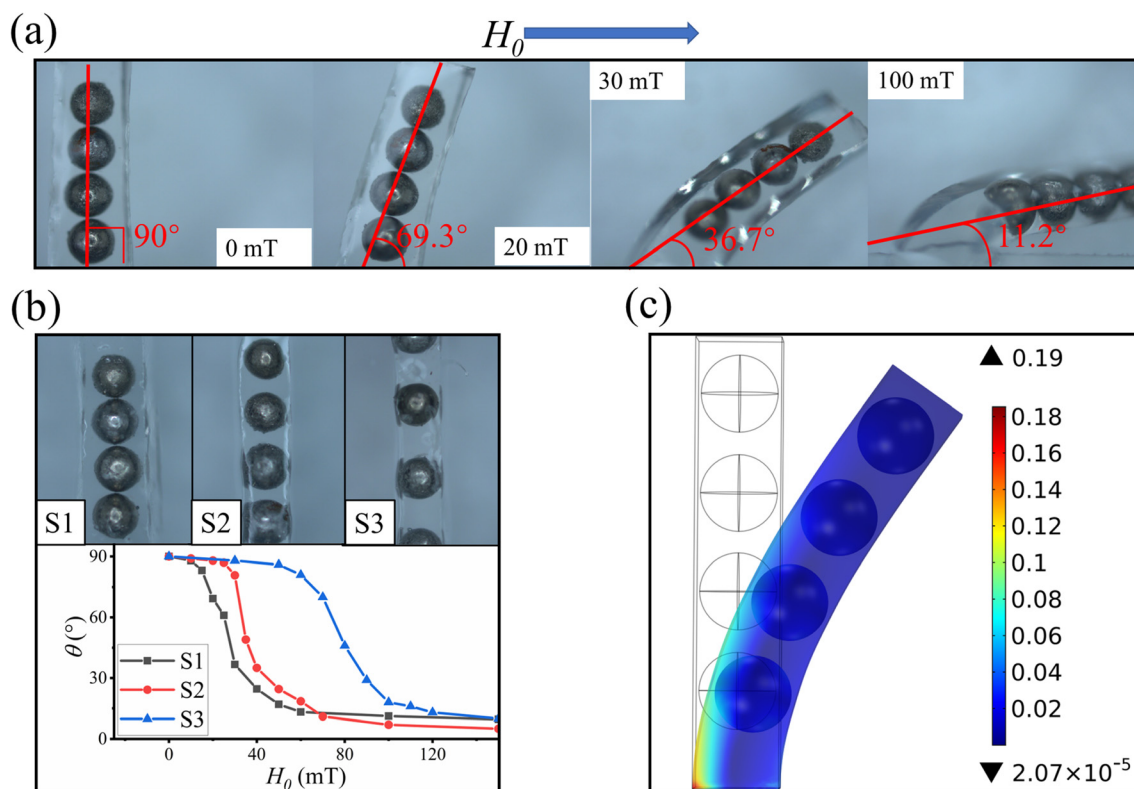 (a)
H₀
0 mT
90°
20 mT
69.3°
30 mT
36.7°
100 mT
11.2°
(b)
S1
S2
S3
90
60
30
0
θ (°)
S1
S2
S3
0
40
80
120
H₀ (mT)
(c)
▲ 0.19
0.18
0.16
0.14
0.12
0.10
0.08
0.06
0.04
0.02
▼ 2.07×10⁻⁵